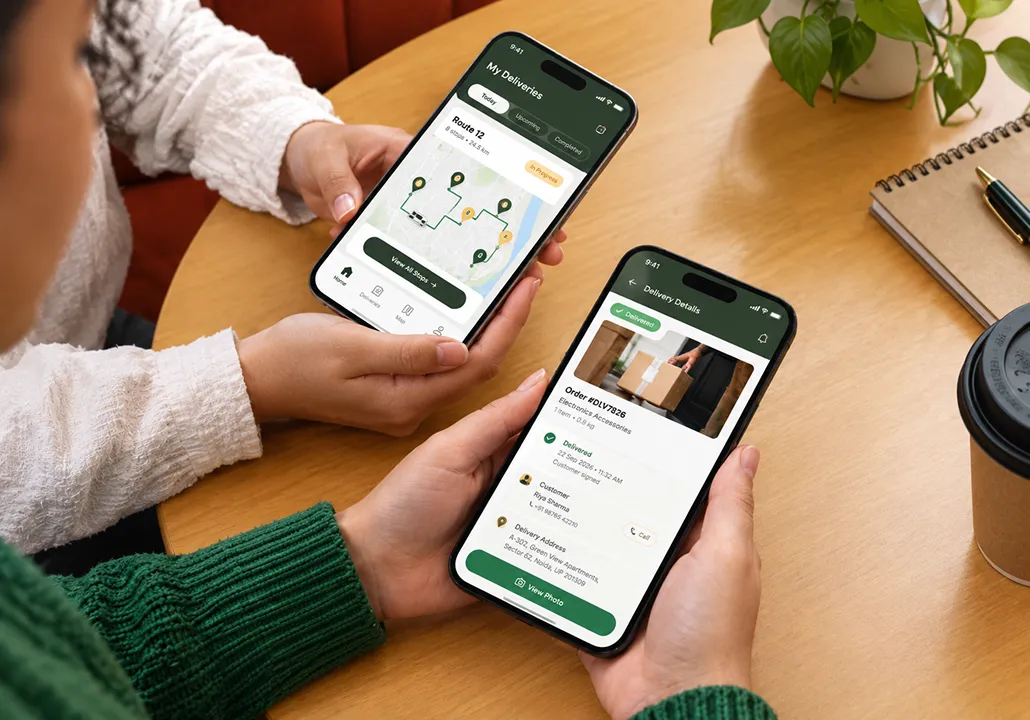 9:41
My Deliveries
Today
Upcoming
Completed
Route 12
8 stops • 24.5 km
In Progress
View All Stops →
Home
Deliveries
Map
9:41
← Delivery Details
Delivered
Order #DLV7826
Electronics Accessories
1 item • 0.8 kg
Delivered
22 Sep 2026 • 11:32 AM
Customer signed
Customer
Riya Sharma
+91 98765 43210
Call
Delivery Address
A-302, Green View Apartments,
Sector 62, Noida, UP 201309
View Photo